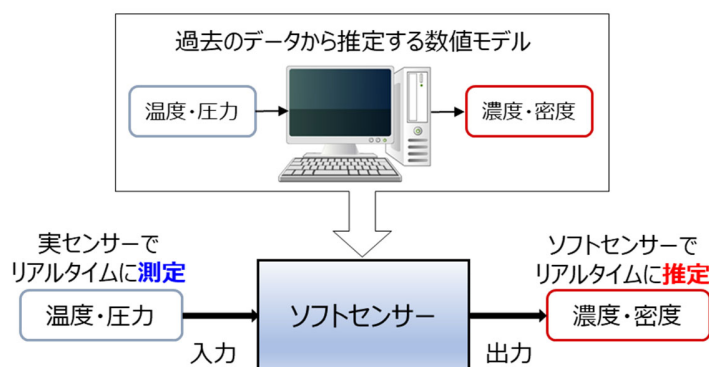 過去のデータから推定する数値モデル
温度・圧力
濃度・密度
実センサーで
リアルタイムに測定
ソフトセンサーで
リアルタイムに推定
温度・圧力
ソフトセンサー
濃度・密度
入力
出力